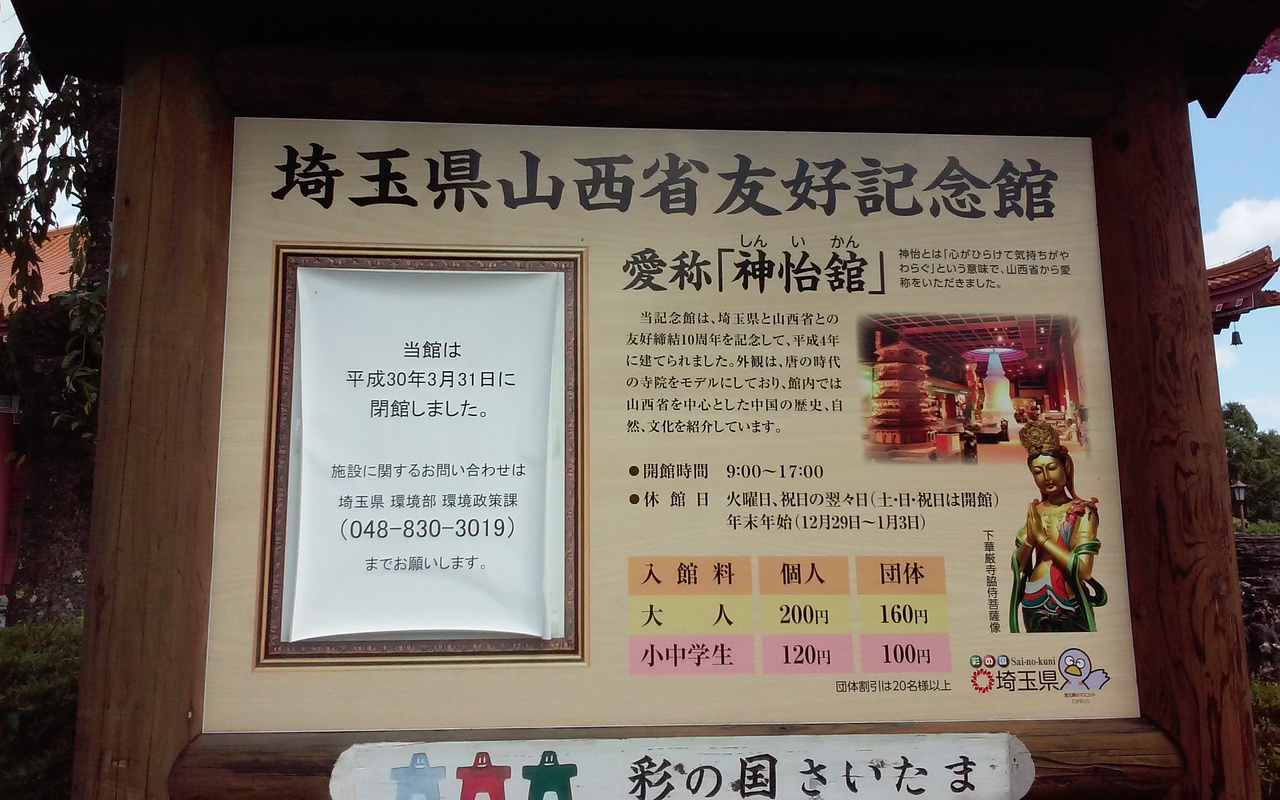 埼玉県山西省友好記念館
当館は
平成30年3月31日に
閉館しました。
施設に関するお問い合わせは
埼玉県 環境部 環境政策課
(048-830-3019)
までお願いします。
しん い かん
愛称「神怡舘」
神怡とは「心がひらけて気持ちがや
わらぐ」という意味で、山西省から愛
称をいただきました。
当記念館は、埼玉県と山西省との
友好締結10周年を記念して、平成4年
に建てられました。外観は、唐の時代
の寺院をモデルにしており、館内では
山西省を中心とした中国の歴史、自
然、文化を紹介しています。
●開館時間 9:00~17:00
●休館日 火曜日、祝日の翌々日(土・日・祝日は開館)
年末年始(12月29日~1月3日)
入館料 個人 団体
大人 200円 160円
小中学生 120円 100円
団体割引は20名様以上
下華厳寺脇侍菩薩像
彩の国 Sai-no-kuni
埼玉県
彩の国さいたま